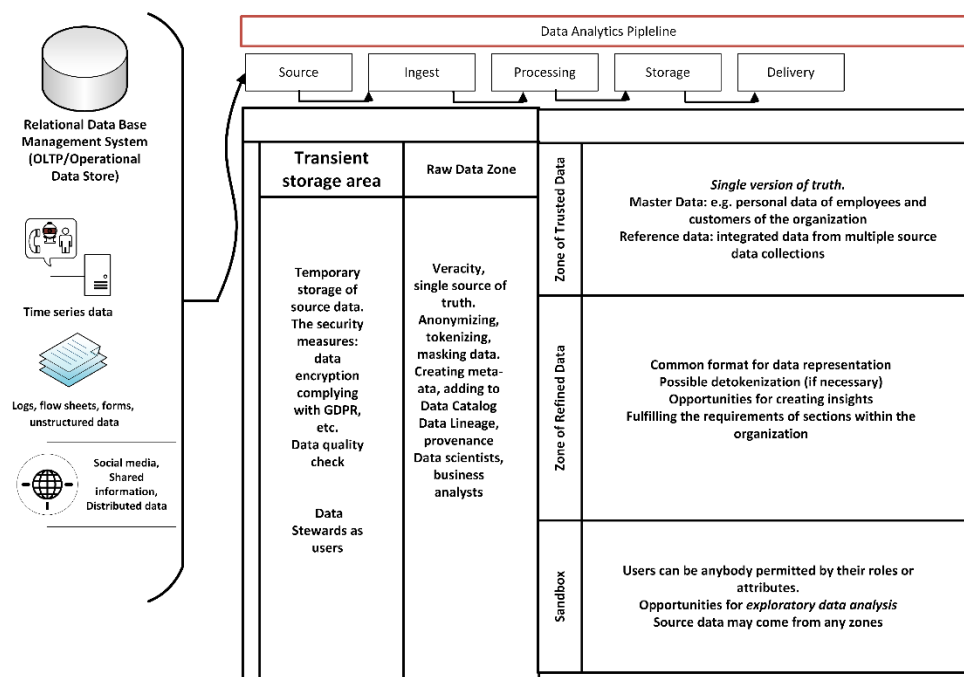 Data Analytics Pipleline
Source
Ingest
Processing
Storage
Delivery
Relational Data Base
Management System
(OLTP/Operational
Data Store)
Time series data
Logs, flow sheets, forms,
unstructured data
Social media,
Shared
information,
Distributed data
Transient
storage area
Temporary
storage of
source data.
The security
measures:
data
encryption
complying
with GDPR,
etc.
Data quality
check
Data
Stewards as
users
Raw Data Zone
Veracity,
single source of
truth.
Anonymizing,
tokenizing,
masking data.
Creating meta-
ata, adding to
Data Catalog
Data Lineage,
provenance
Data scientists,
business
analysts
Zone of Trusted Data
Single version of truth.
Master Data: e.g. personal data of employees and
customers of the organization
Reference data: integrated data from multiple source
data collections
Zone of Refined Data
Common format for data representation
Possible detokenization (if necessary)
Opportunities for creating insights
Fulfilling the requirements of sections within the
organization
Sandbox
Users can be anybody permitted by their roles or
attributes.
Opportunities for exploratory data analysis
Source data may come from any zones